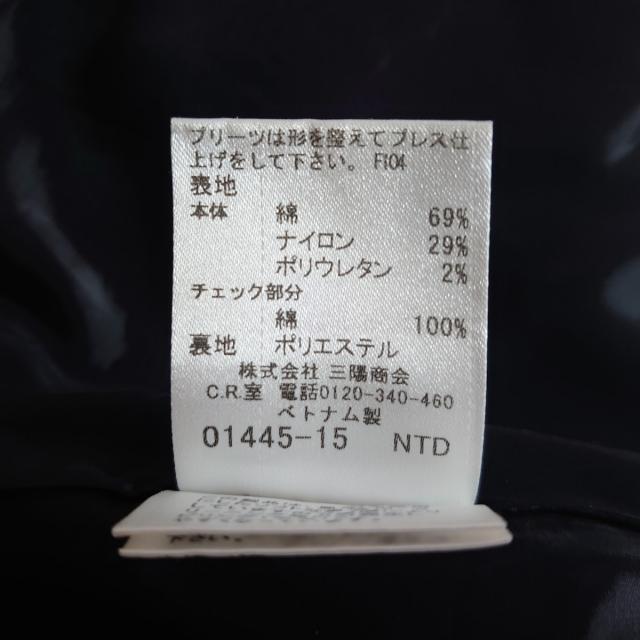 プリーツは形を整えてプレス仕
上げをして下さい。 FI04
表地
本体 綿 69%
ナイロン 29%
ポリウレタン 2%
チェック部分
綿 100%
裏地 ポリエステル
株式会社 三陽商会
C.R.室 電話0120-340-460
ベトナム製
01445-15 NTD